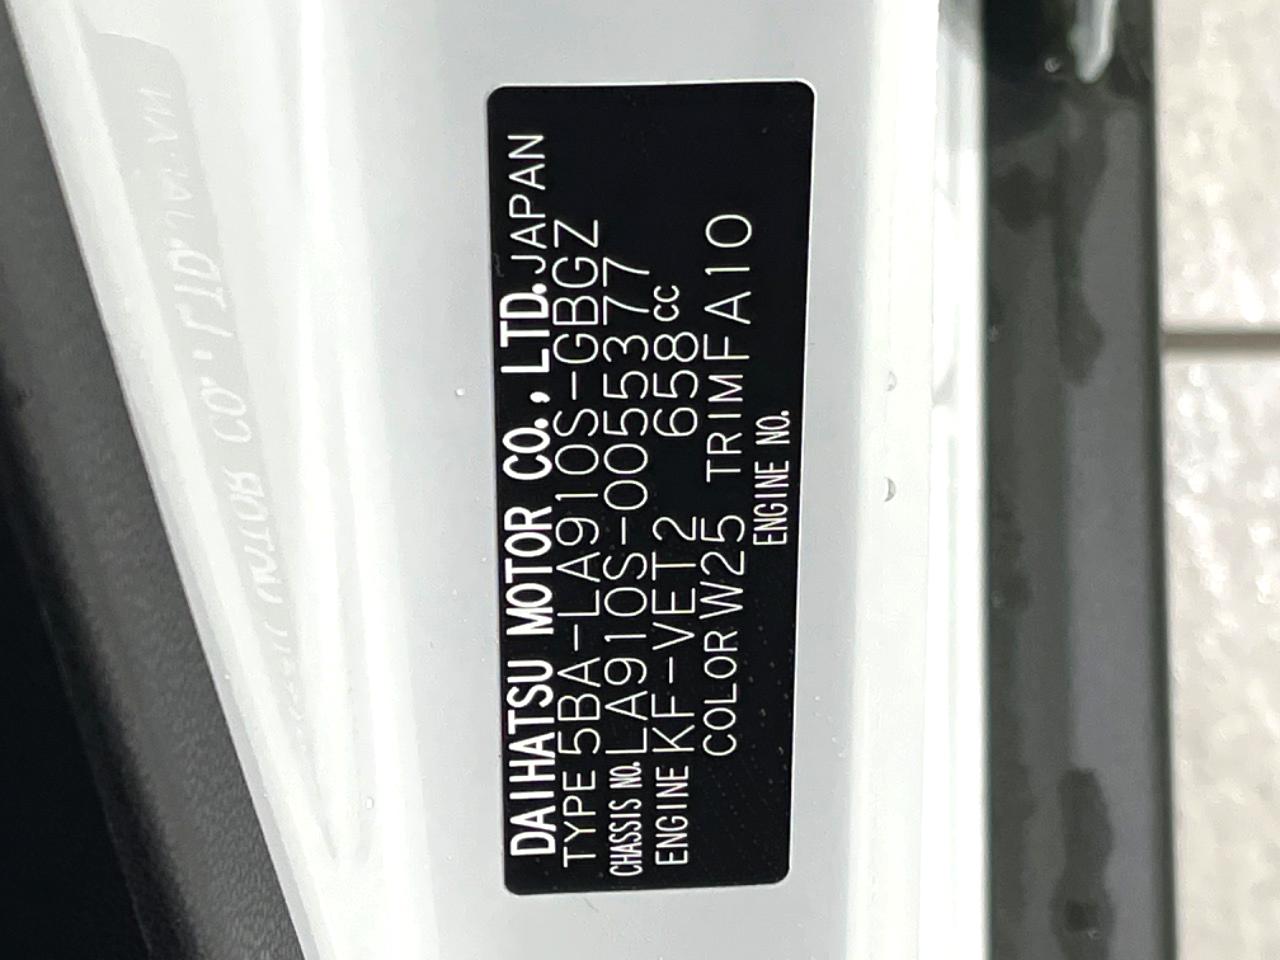 DAIHATSU MOTOR CO., LTD. JAPAN
TYPE 5BA-LA910S-GBGZ
CHASSIS NO. LA910S-0055377
ENGINE KF-VET2 658cc
COLOR W25 TRIM FA10
ENGINE NO.